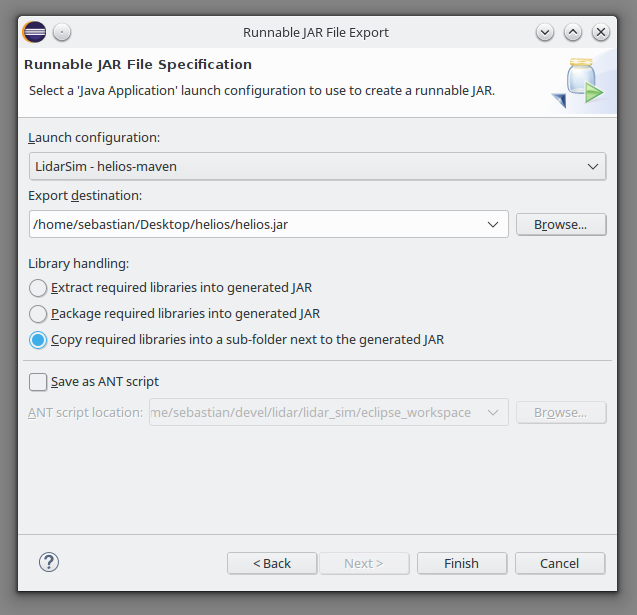 Runnable JAR File Export
Runnable JAR File Specification
Select a 'Java Application' launch configuration to use to create a runnable JAR.
Launch configuration:
LidarSim - helios-maven
Export destination:
/home/sebastian/Desktop/helios/helios.jar
Browse...
Library handling:
Extract required libraries into generated JAR
Package required libraries into generated JAR
Copy required libraries into a sub-folder next to the generated JAR
Save as ANT script
ANT script location:
me/sebastian/devel/lidar/lidar_sim/eclipse_workspace
Browse...
?
< Back
Next >
Finish
Cancel